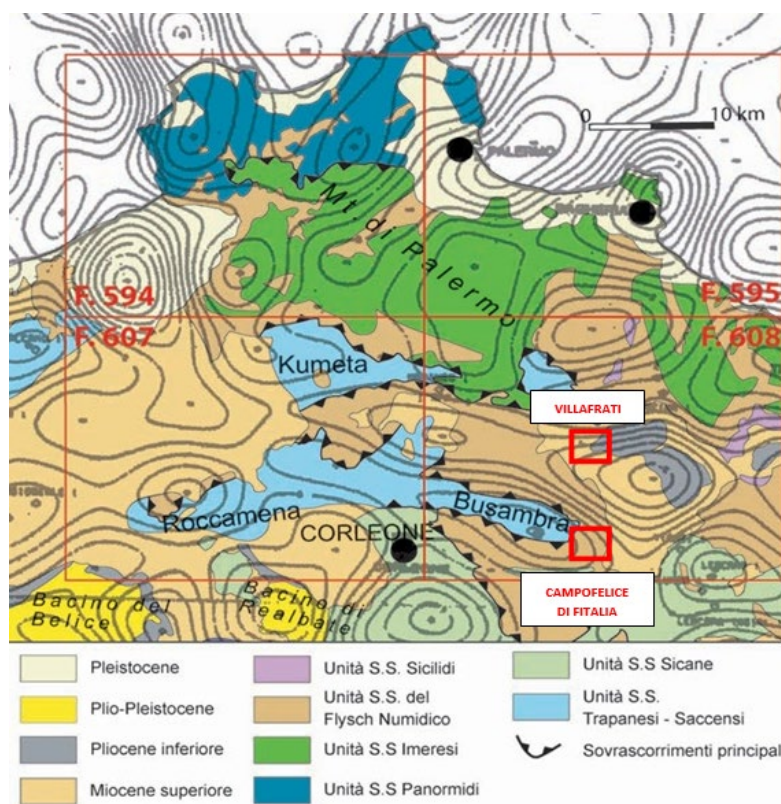 0 10 km
PALERMO
Mt. di Palermo
F. 594
F. 595
F. 607
F. 608
Kumeta
VILLAFRATI
Roccamena
Busambra
CORLEONE
CAMPOFELICE
DI FITALIA
Bacino del
Belice
Bacino di
Realbate
Pleistocene
Plio-Pleistocene
Pliocene inferiore
Miocene superiore
Unità S.S. Sicilidi
Unità S.S. del
Flysch Numidico
Unità S.S Imeresi
Unità S.S Panormidi
Unità S.S Sicane
Unità S.S.
Trapanesi - Saccensi
Sovrascorrimenti principal